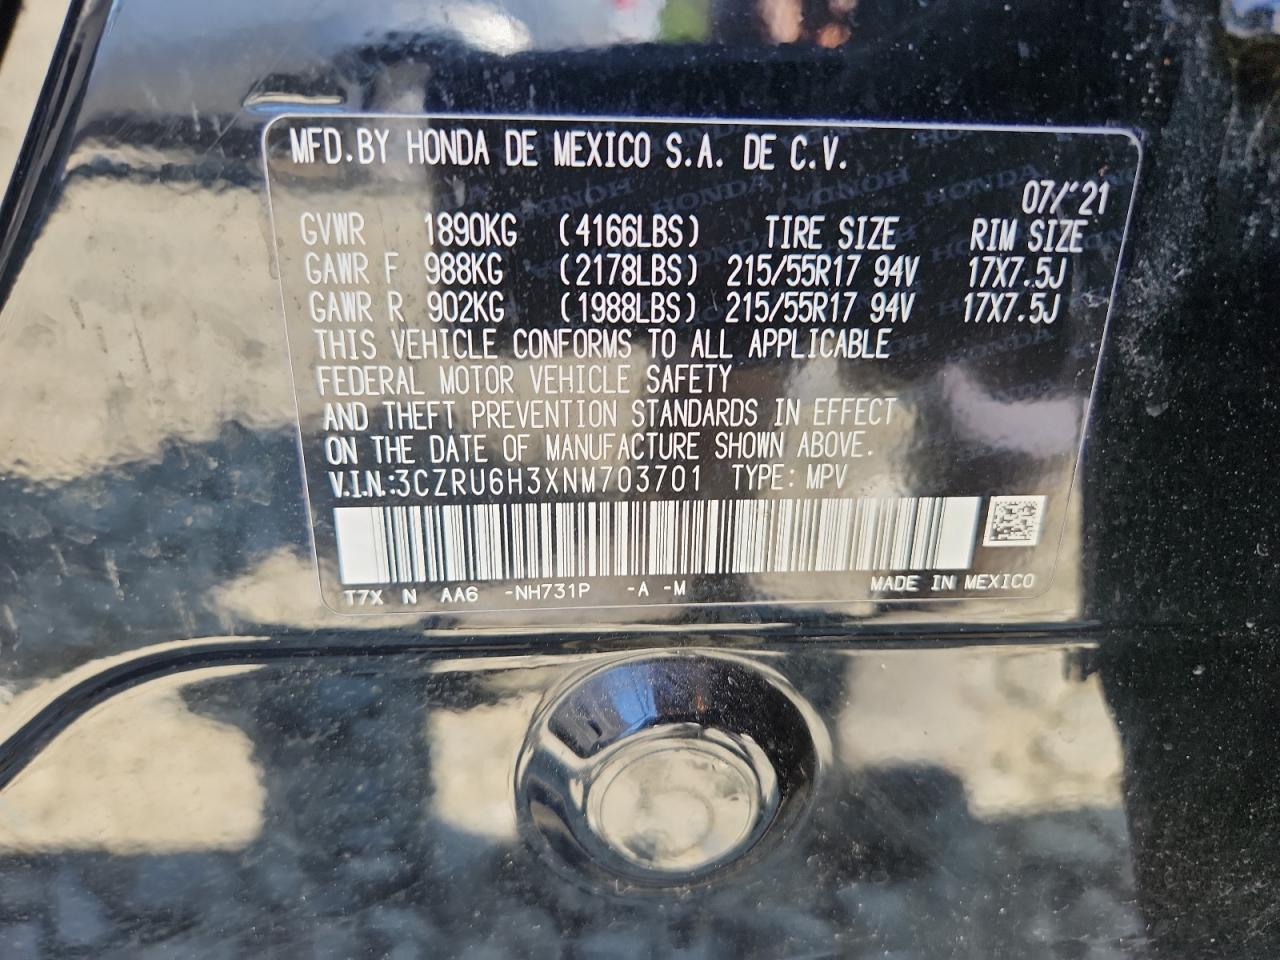 MFD.BY HONDA DE MEXICO S.A. DE C.V.
07/'21
GVWR 1890KG (4166LBS) TIRE SIZE RIM SIZE
GAWR F 988KG (2178LBS) 215/55R17 94V 17X7.5J
GAWR R 902KG (1988LBS) 215/55R17 94V 17X7.5J
THIS VEHICLE CONFORMS TO ALL APPLICABLE
FEDERAL MOTOR VEHICLE SAFETY
AND THEFT PREVENTION STANDARDS IN EFFECT
ON THE DATE OF MANUFACTURE SHOWN ABOVE.
V.I.N.:3CZRU6H3XNM703701 TYPE: MPV
T7X N AA6 -NH731P -A -M MADE IN MEXICO